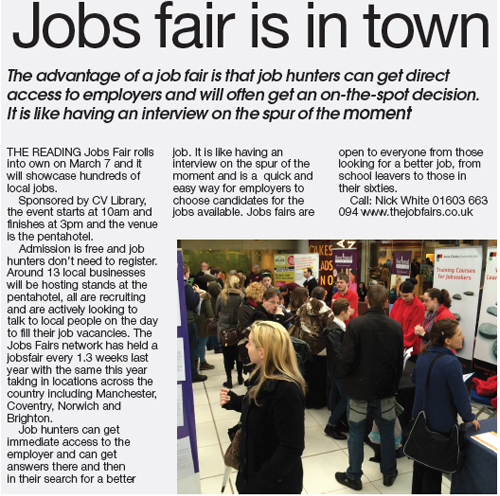 Jobs fair is in town
The advantage of a job fair is that job hunters can get direct
access to employers and will often get an on-the-spot decision.
It is like having an interview on the spur of the moment
THE READING Jobs Fair rolls
into own on March 7 and it
will showcase hundreds of
local jobs.
Sponsored by CV Library,
the event starts at 10am and
finishes at 3pm and the venue
is the pentahotel.
Admission is free and job
hunters don't need to register.
Around 13 local businesses
will be hosting stands at the
pentahotel, all are recruiting
and are actively looking to
talk to local people on the day
to fill their job vacancies. The
Jobs Fairs network has held a
jobsfair every 1.3 weeks last
year with the same this year
taking in locations across the
country including Manchester,
Coventry, Norwich and
Brighton.
Job hunters can get
immediate access to the
employer and can get
answers there and then
in their search for a better
job. It is like having an
interview on the spur of the
moment and is a quick and
easy way for employers to
choose candidates for the
jobs available. Jobs fairs are
open to everyone from those
looking for a better job, from
school leavers to those in
their sixties.
Call: Nick White 01603 663
094 www.thejobfairs.co.uk
CAKES
Training Courses
for Jobseekers